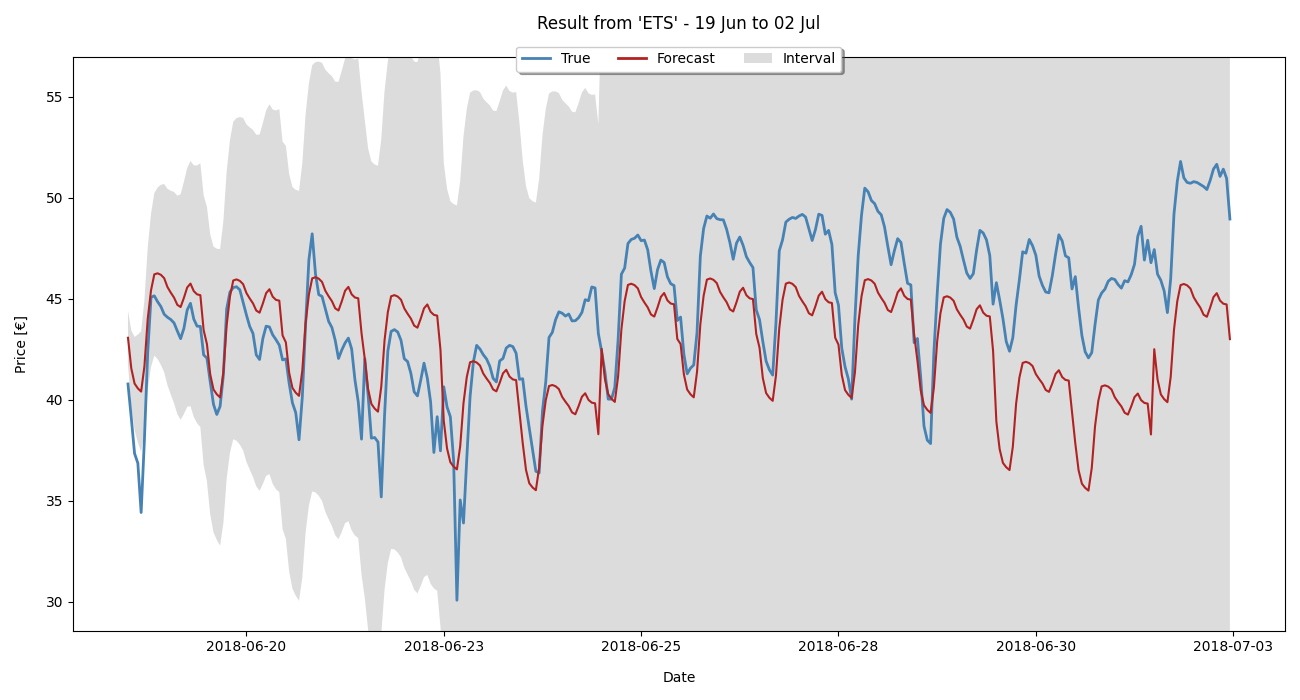 Result from 'ETS' - 19 Jun to 02 Jul
True Forecast Interval
55
50
45
40
35
30
Price [€]
2018-06-20 2018-06-23 2018-06-25 2018-06-28 2018-06-30 2018-07-03
Date